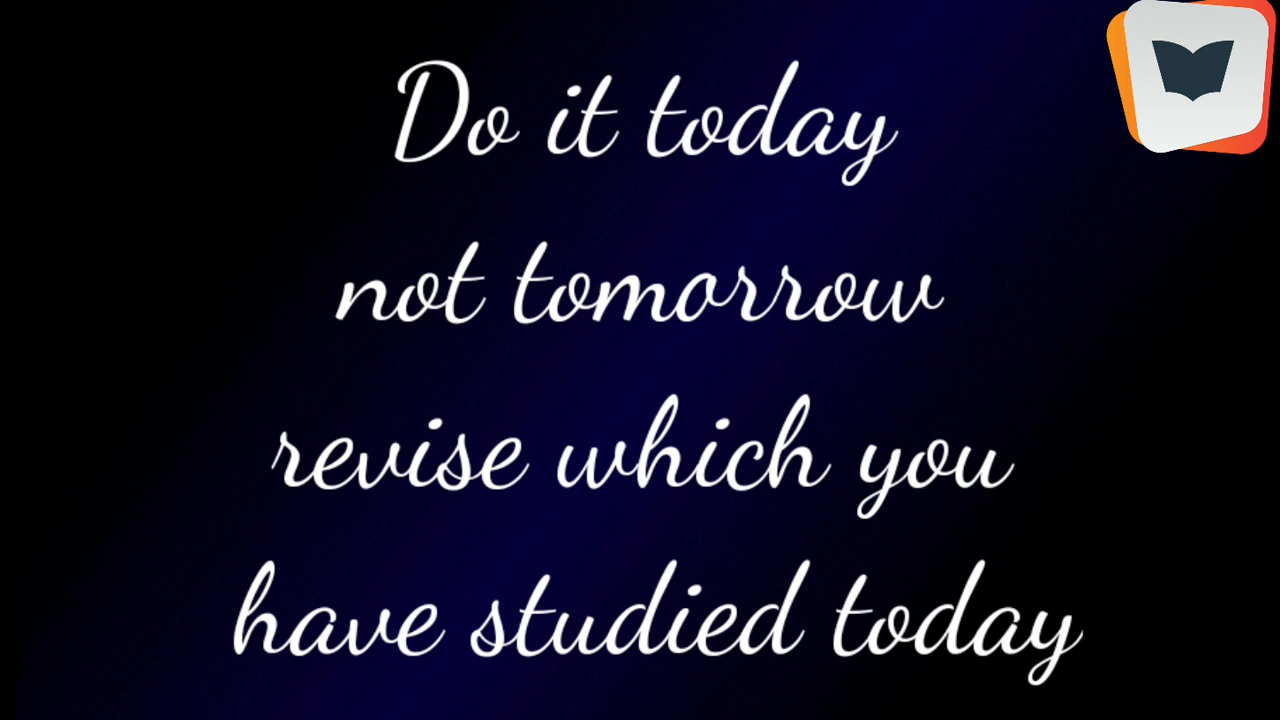 Do it today
not tomorrow
revise which you
have studied today